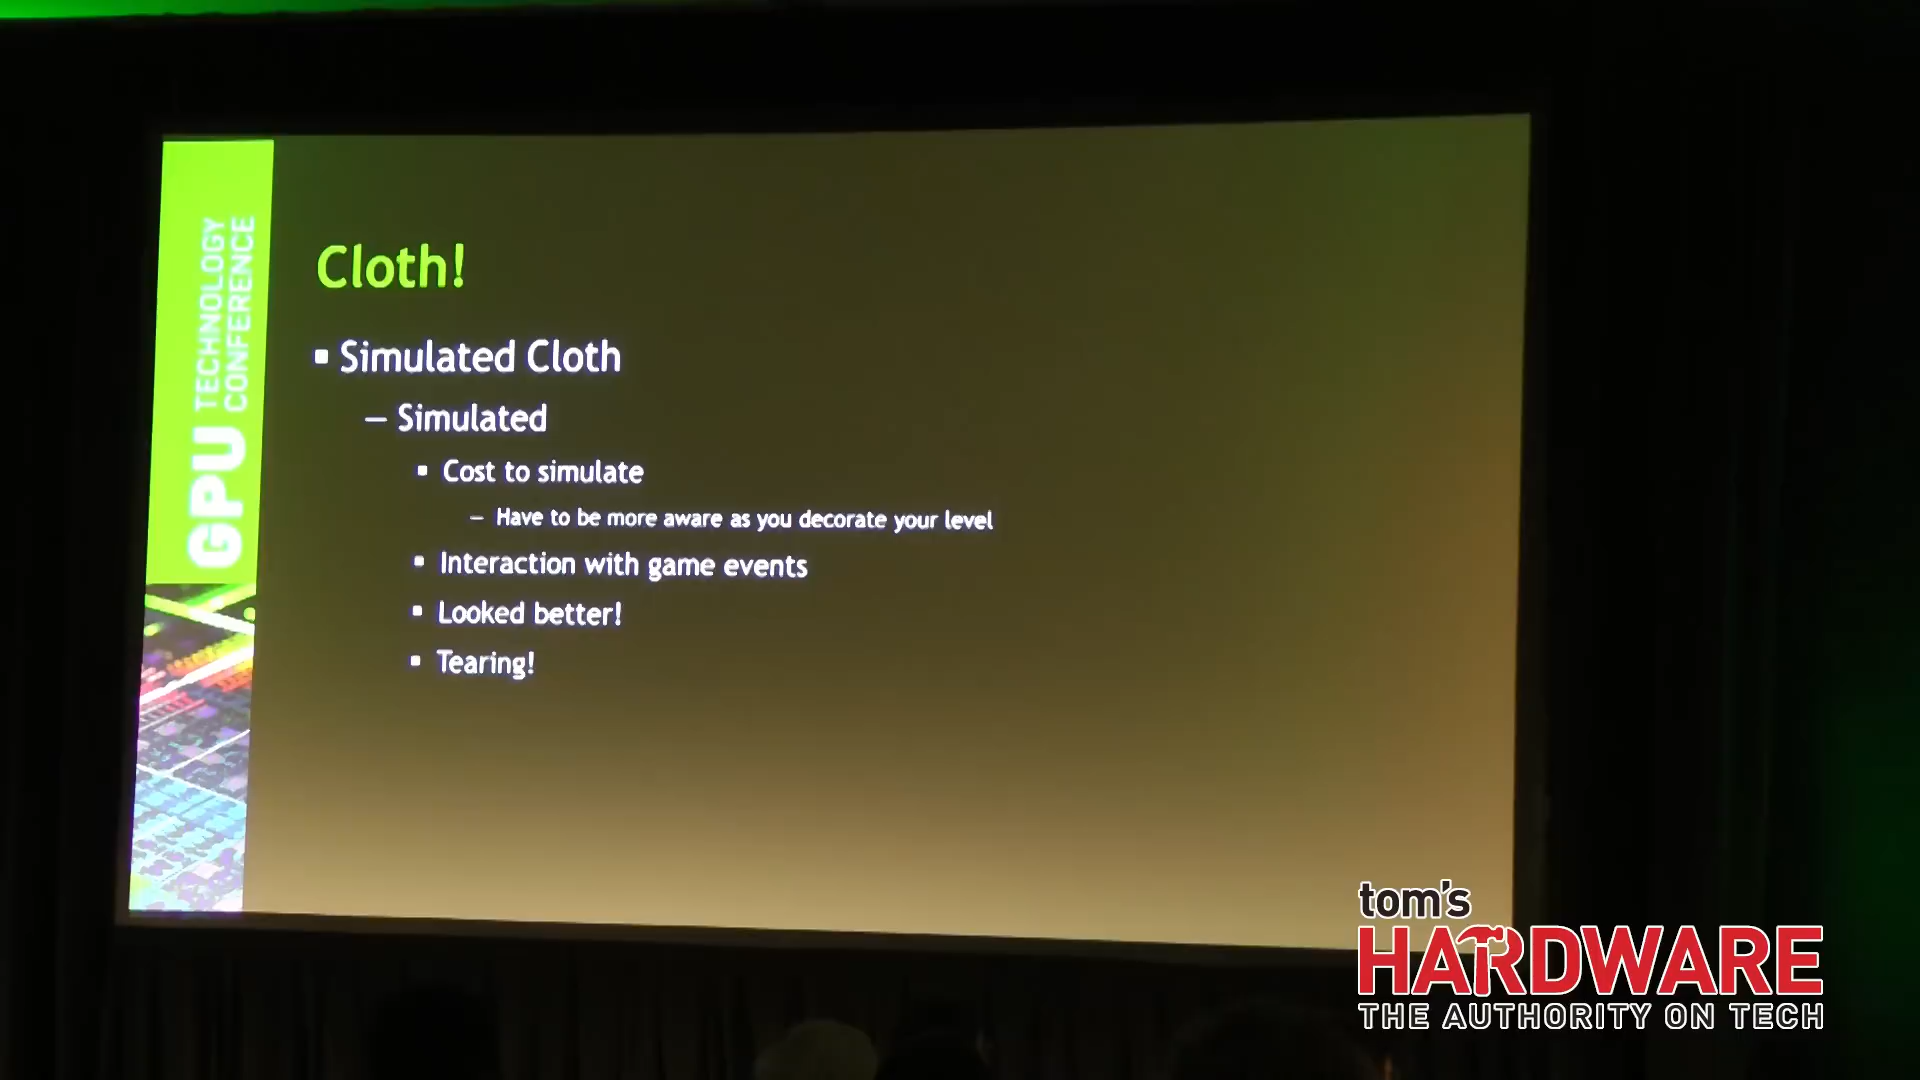 GPU TECHNOLOGY
CONFERENCE
Cloth!
▪ Simulated Cloth
– Simulated
▪ Cost to simulate
– Have to be more aware as you decorate your level
▪ Interaction with game events
▪ Looked better!
▪ Tearing!
tom's
HARDWARE
THE AUTHORITY ON TECH